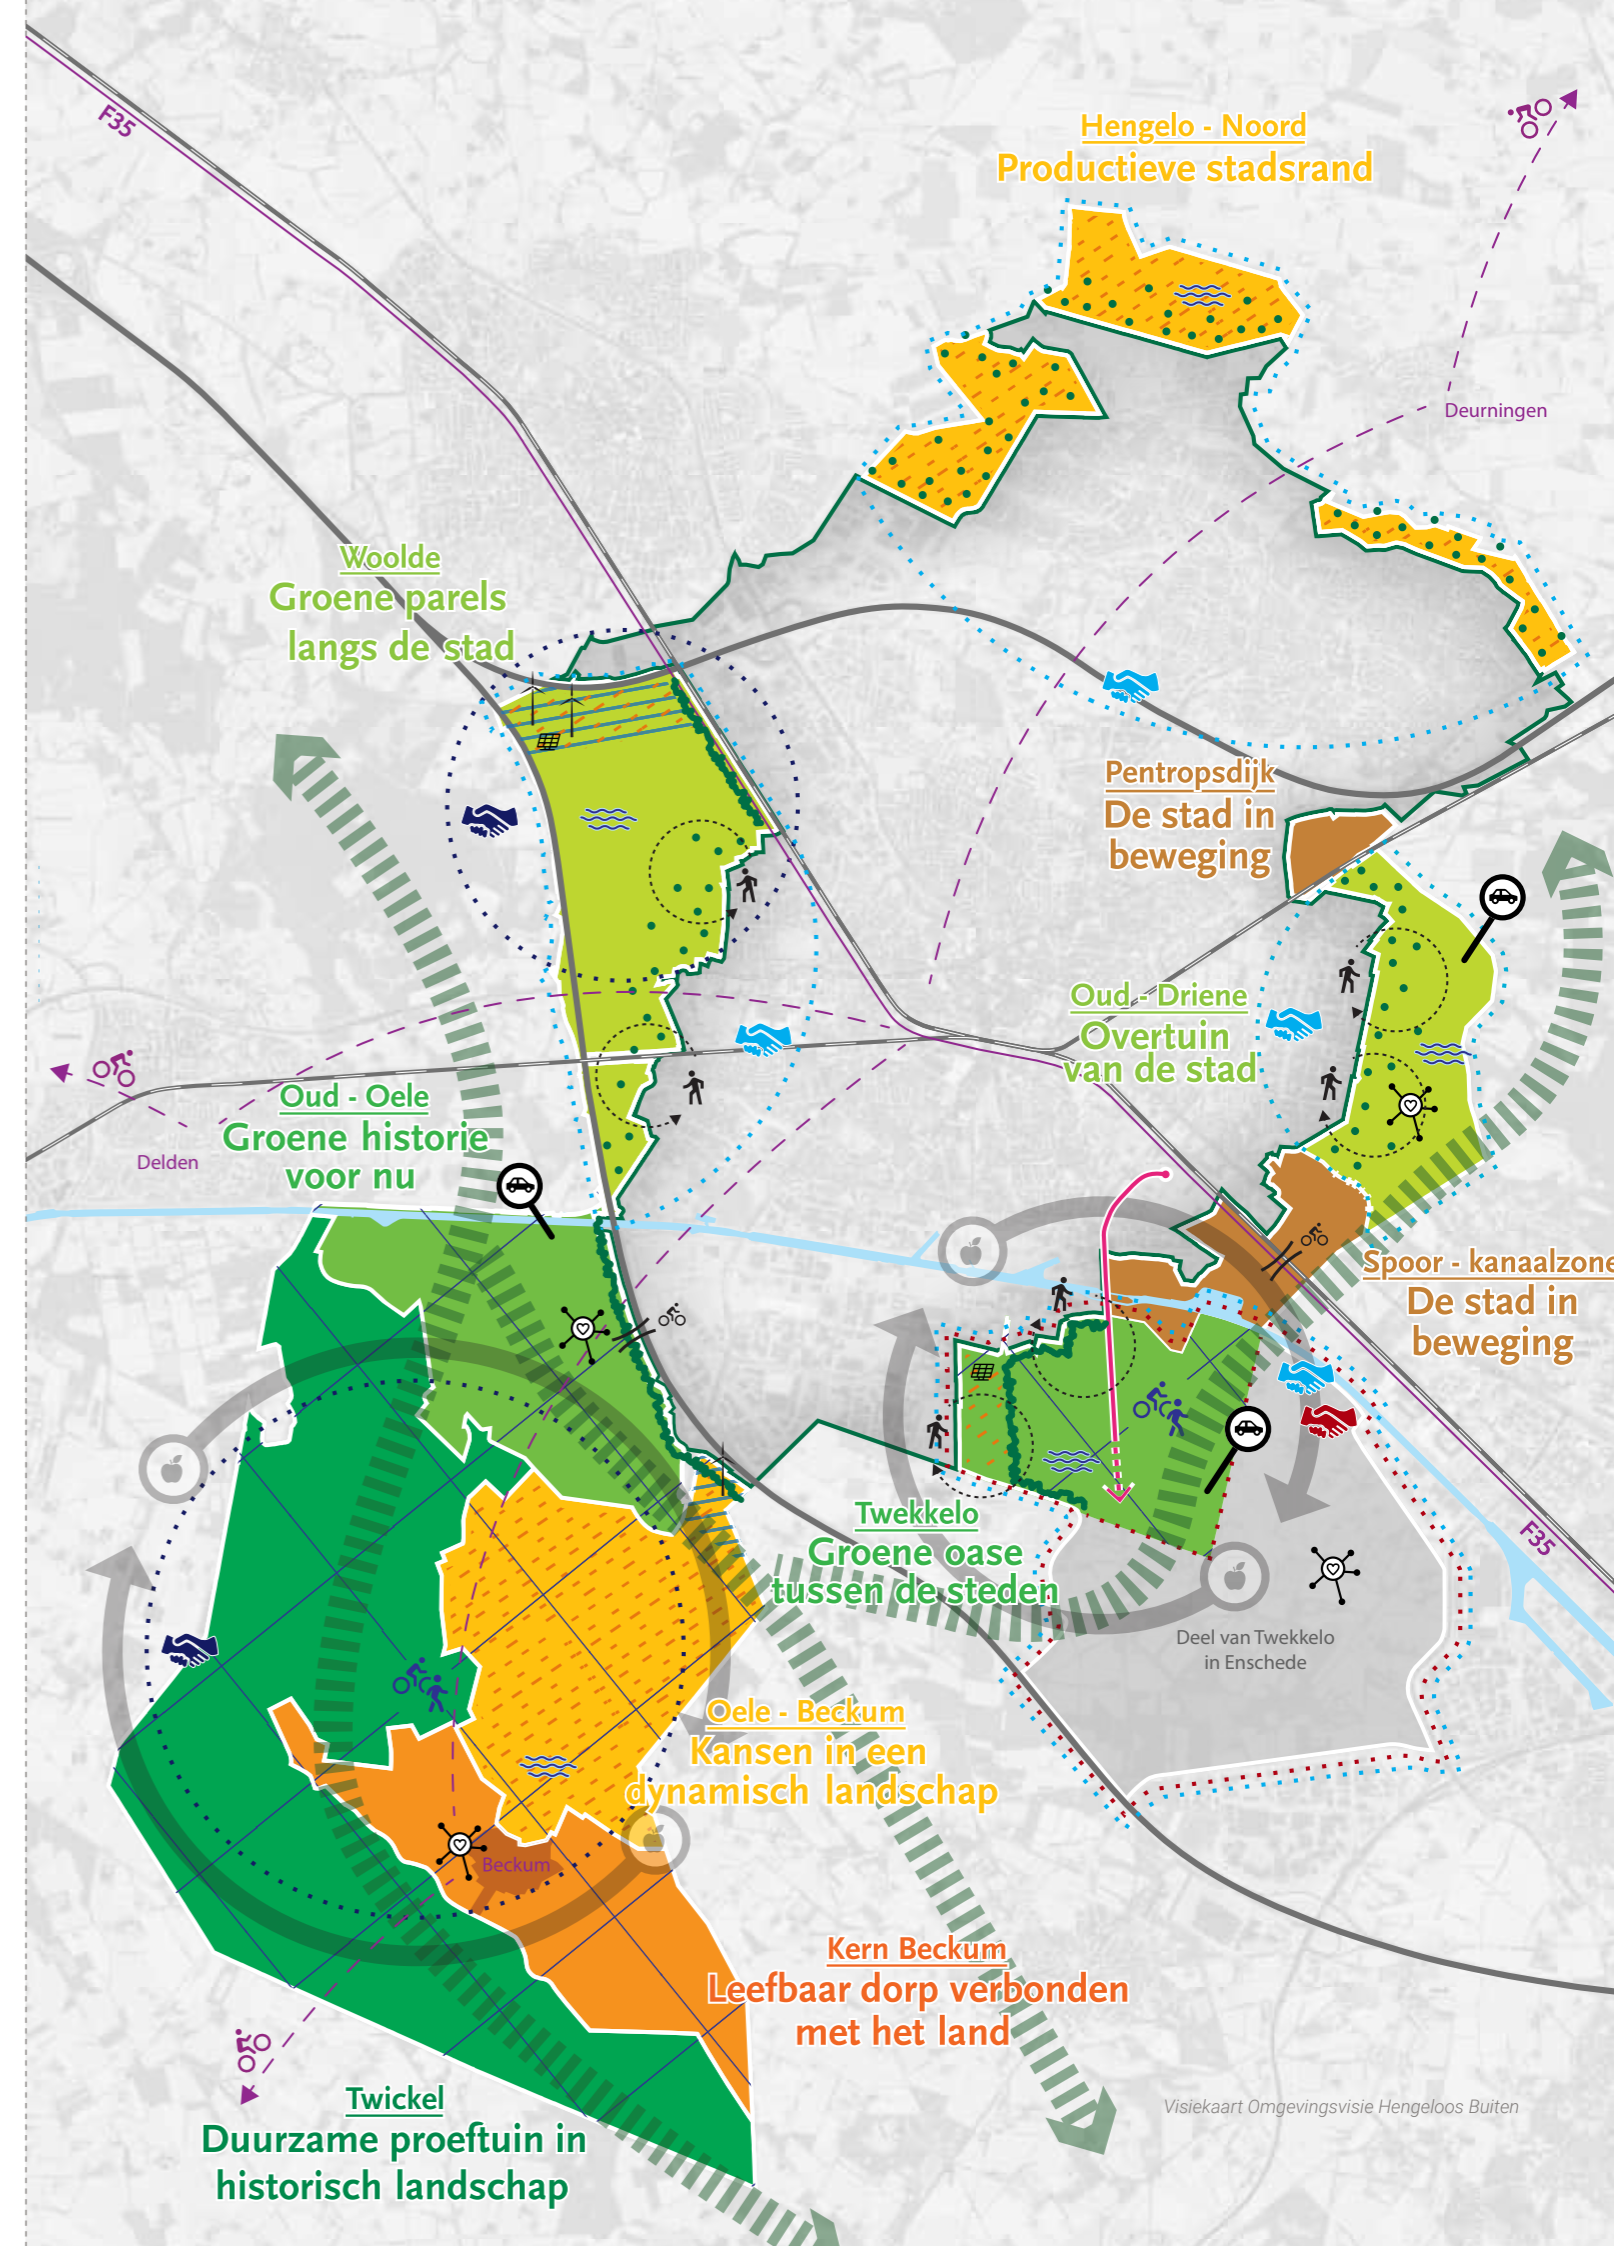 F35
Hengelo - Noord
Productieve stadsrand
Deurningen
Woolde
Groene parels
langs de stad
Pentropsdijk
De stad in
beweging
Oud - Driene
Overtuin
van de stad
Oud - Oele
Groene historie
voor nu
Delden
Spoor - kanaalzone
De stad in
beweging
F35
Twekkelo
Groene oase
tussen de steden
Deel van Twekkelo
in Enschede
Oele - Beckum
Kansen in een
dynamisch landschap
Beckum
Kern Beckum
Leefbaar dorp verbonden
met het land
Visiekaart Omgevingsvisie Hengeloos Buiten
Twickel
Duurzame proeftuin in
historisch landschap